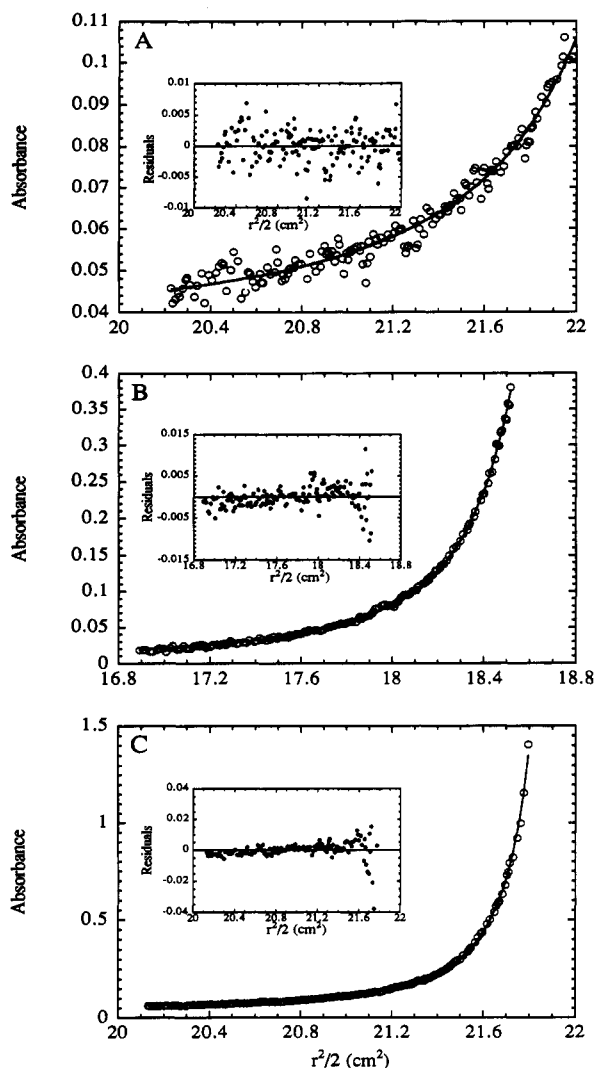 A
0.11
0.1
0.09
0.08
0.07
0.06
0.05
0.04
Absorbance
20 20.4 20.8 21.2 21.6 22
0.01
0.005
0
-0.005
-0.01
Residuals
20 20.4 20.8 21.2 21.6 22
r²/2 (cm²)
B
0.4
0.35
0.3
0.25
0.2
0.15
0.1
0.05
0
Absorbance
16.8 17.2 17.6 18 18.4 18.8
0.015
0.005
-0.005
-0.015
Residuals
16.8 17.2 17.6 18 18.4 18.8
r²/2 (cm²)
C
1.5
1
0.5
0
Absorbance
20 20.4 20.8 21.2 21.6 22
0.04
0.02
0
-0.02
-0.04
Residuals
20 20.4 20.8 21.2 21.6 22
r²/2 (cm²)
r²/2 (cm²)